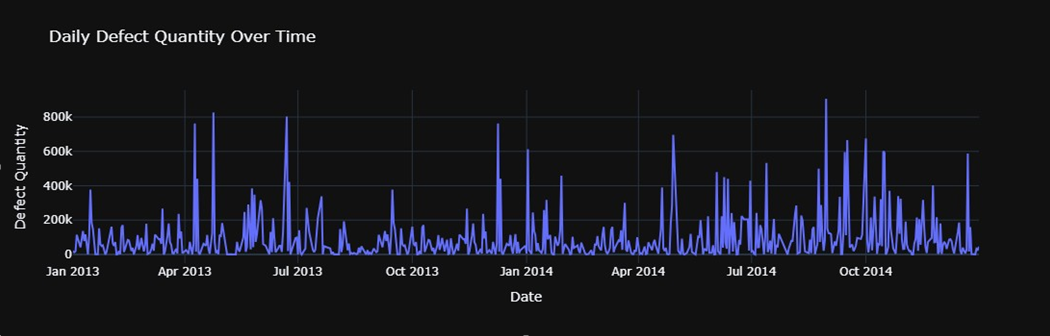 Daily Defect Quantity Over Time
Defect Quantity
800k
600k
400k
200k
0
Jan 2013 Apr 2013 Jul 2013 Oct 2013 Jan 2014 Apr 2014 Jul 2014 Oct 2014
Date